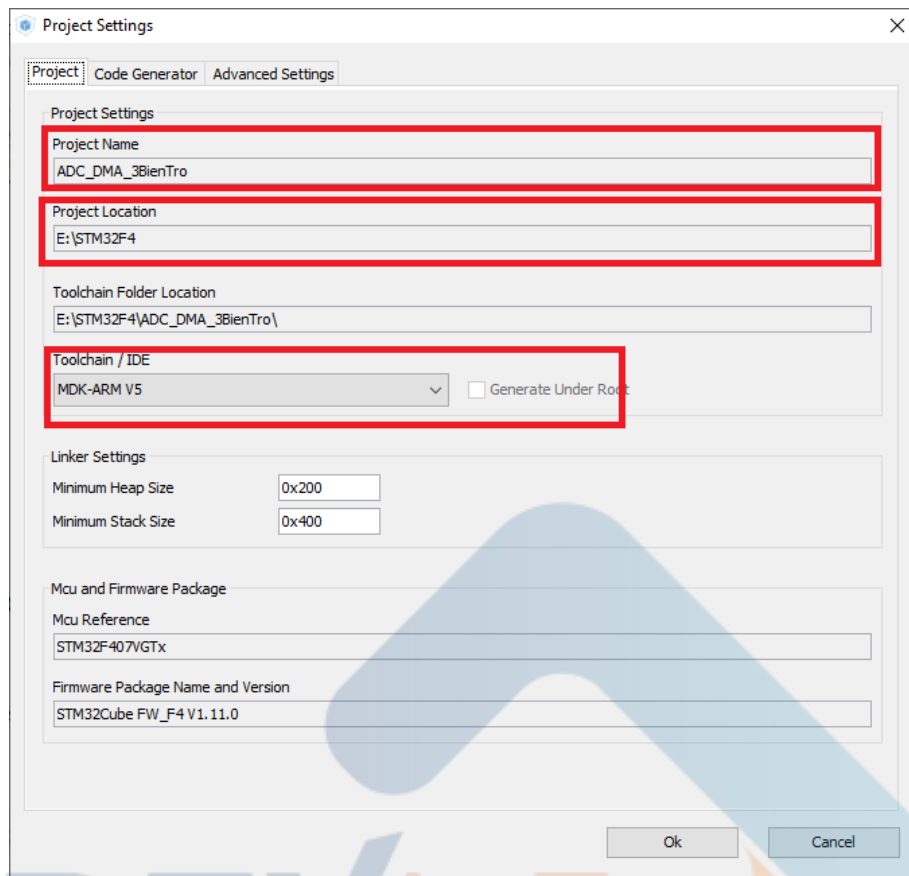 Project Settings
Project Code Generator Advanced Settings
Project Settings
Project Name
ADC_DMA_3BienTro
Project Location
E:\STM32F4
Toolchain Folder Location
E:\STM32F4\ADC_DMA_3BienTro\
Toolchain / IDE
MDK-ARM V5 Generate Under Root
Linker Settings
Minimum Heap Size 0x200
Minimum Stack Size 0x400
Mcu and Firmware Package
Mcu Reference
STM32F407VGTx
Firmware Package Name and Version
STM32Cube FW_F4 V1.11.0
Ok Cancel